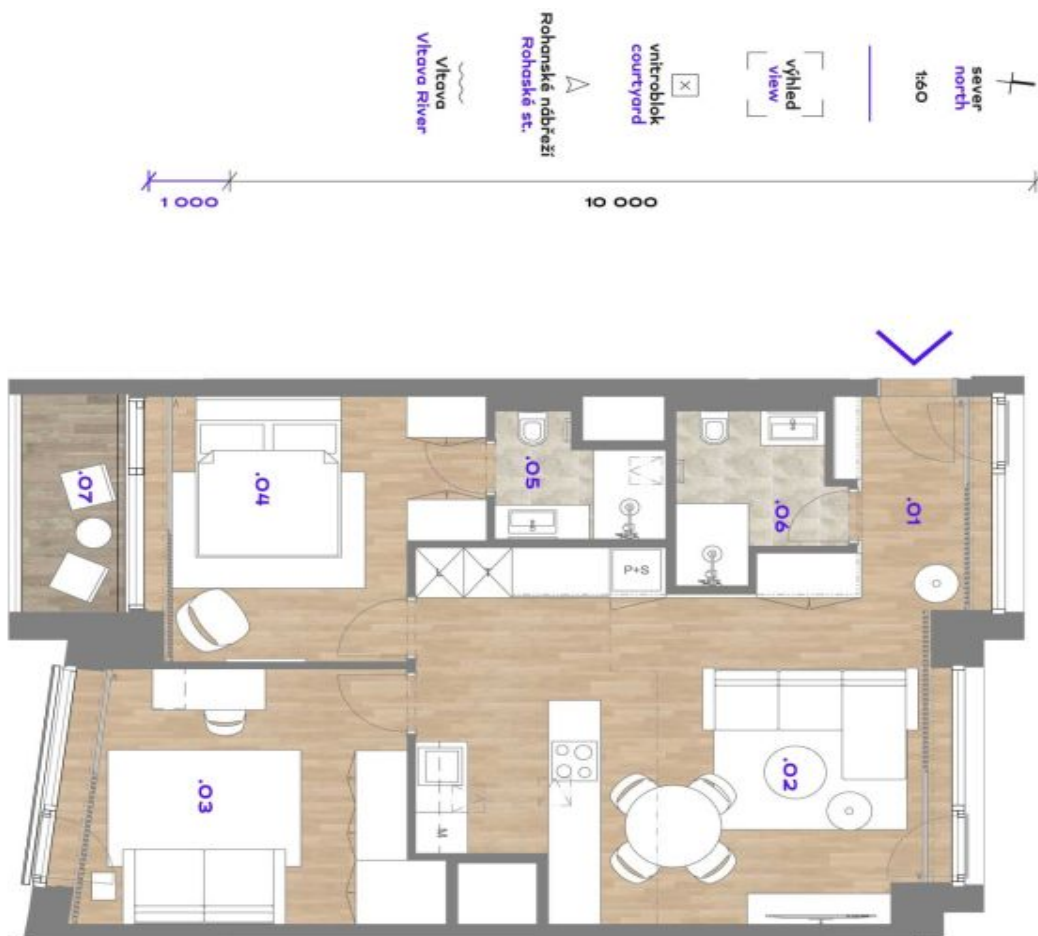 sever
north
1:60
výhled
view
vnitroblok
courtyard
Rohanské nábřeží
Rohaské st.
Vltava
Vltava River
1 000
10 000
.01
.02
.03
.04
.05
.06
.07
P+S
M